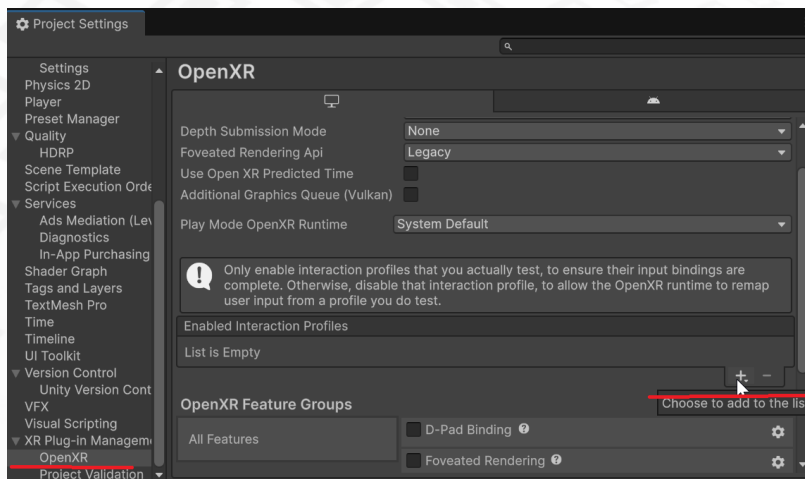 Project Settings
Settings
Physics 2D
Player
Preset Manager
Quality
HDRP
Scene Template
Script Execution Orde
Services
Ads Mediation (Lev
Diagnostics
In-App Purchasing
Shader Graph
Tags and Layers
TextMesh Pro
Time
Timeline
UI Toolkit
Version Control
Unity Version Cont
VFX
Visual Scripting
XR Plug-in Manageme
OpenXR
Project Validation
OpenXR
Depth Submission Mode None
Foveated Rendering Api Legacy
Use Open XR Predicted Time
Additional Graphics Queue (Vulkan)
Play Mode OpenXR Runtime System Default
Only enable interaction profiles that you actually test, to ensure their input bindings are
complete. Otherwise, disable that interaction profile, to allow the OpenXR runtime to remap
user input from a profile you do test.
Enabled Interaction Profiles
List is Empty
Choose to add to the lis
OpenXR Feature Groups
All Features
D-Pad Binding
Foveated Rendering